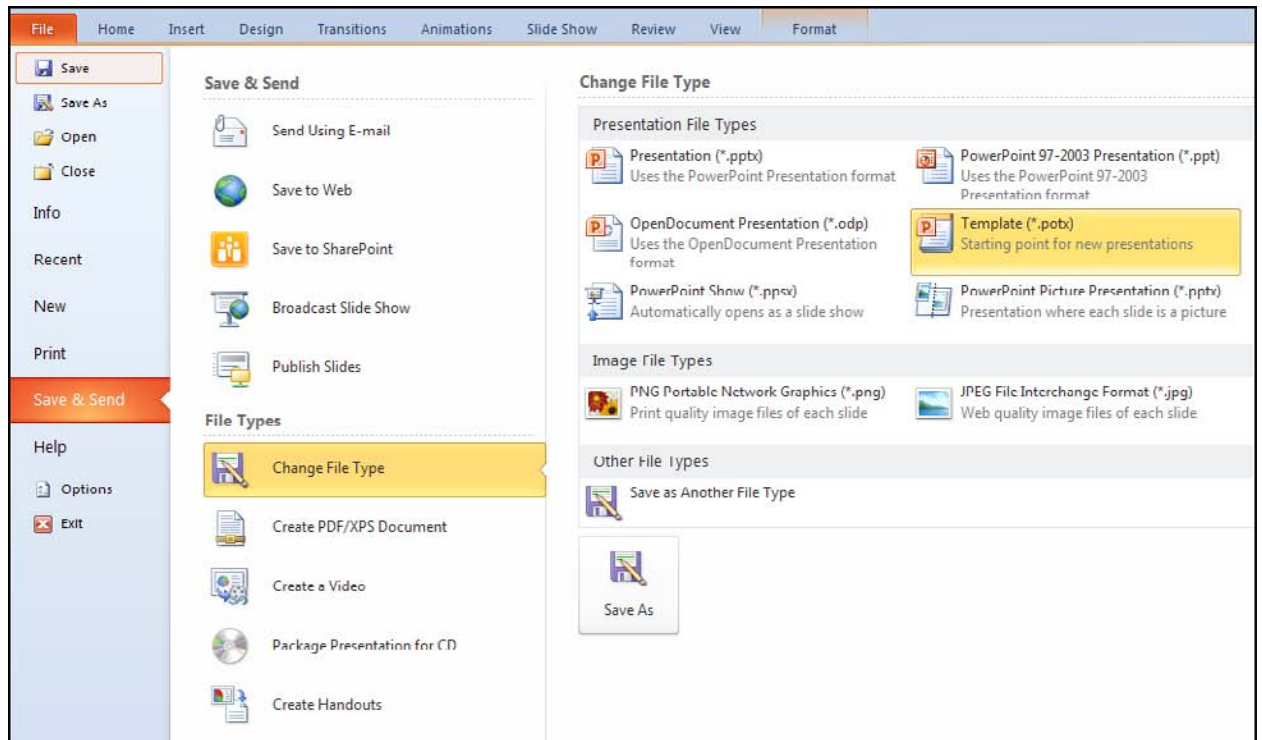 File Home Insert Design Transitions Animations Slide Show Review View Format
Save
Save As
Open
Close
Info
Recent
New
Print
Save & Send
Help
Options
Exit
Save & Send
Send Using E-mail
Save to Web
Save to SharePoint
Broadcast Slide Show
Publish Slides
File Types
Change File Type
Create PDF/XPS Document
Create a Video
Package Presentation for CD
Create Handouts
Change File Type
Presentation File Types
Presentation (*.pptx)
Uses the PowerPoint Presentation format
PowerPoint 97-2003 Presentation (*.ppt)
Uses the PowerPoint 97-2003
Presentation format
OpenDocument Presentation (*.odp)
Uses the OpenDocument Presentation
format
Template (*.potx)
Starting point for new presentations
PowerPoint Show (*.ppsx)
Automatically opens as a slide show
PowerPoint Picture Presentation (*.pptx)
Presentation where each slide is a picture
Image File Types
PNG Portable Network Graphics (*.png)
Print quality image files of each slide
JPEG File Interchange Format (*.jpg)
Web quality image files of each slide
Other File Types
Save as Another File Type
Save As